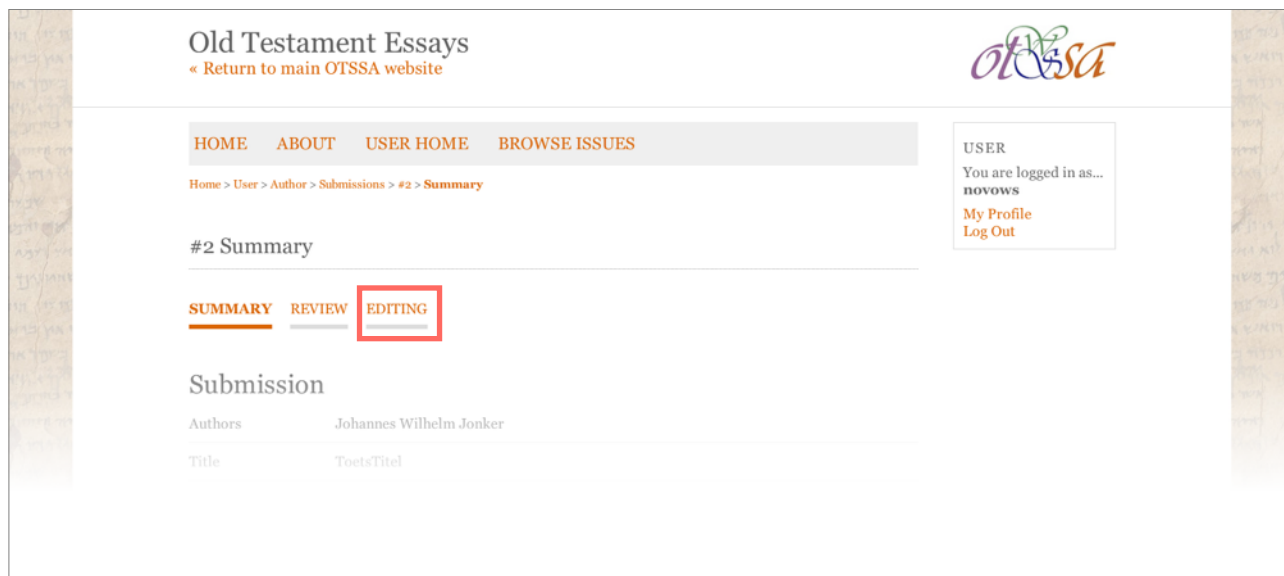 Old Testament Essays
« Return to main OTSSA website
otssa
HOME ABOUT USER HOME BROWSE ISSUES
Home > User > Author > Submissions > #2 > Summary
USER
You are logged in as...
novows
My Profile
Log Out
#2 Summary
SUMMARY REVIEW EDITING
Submission
Authors Johannes Wilhelm Jonker
Title ToetsTitel